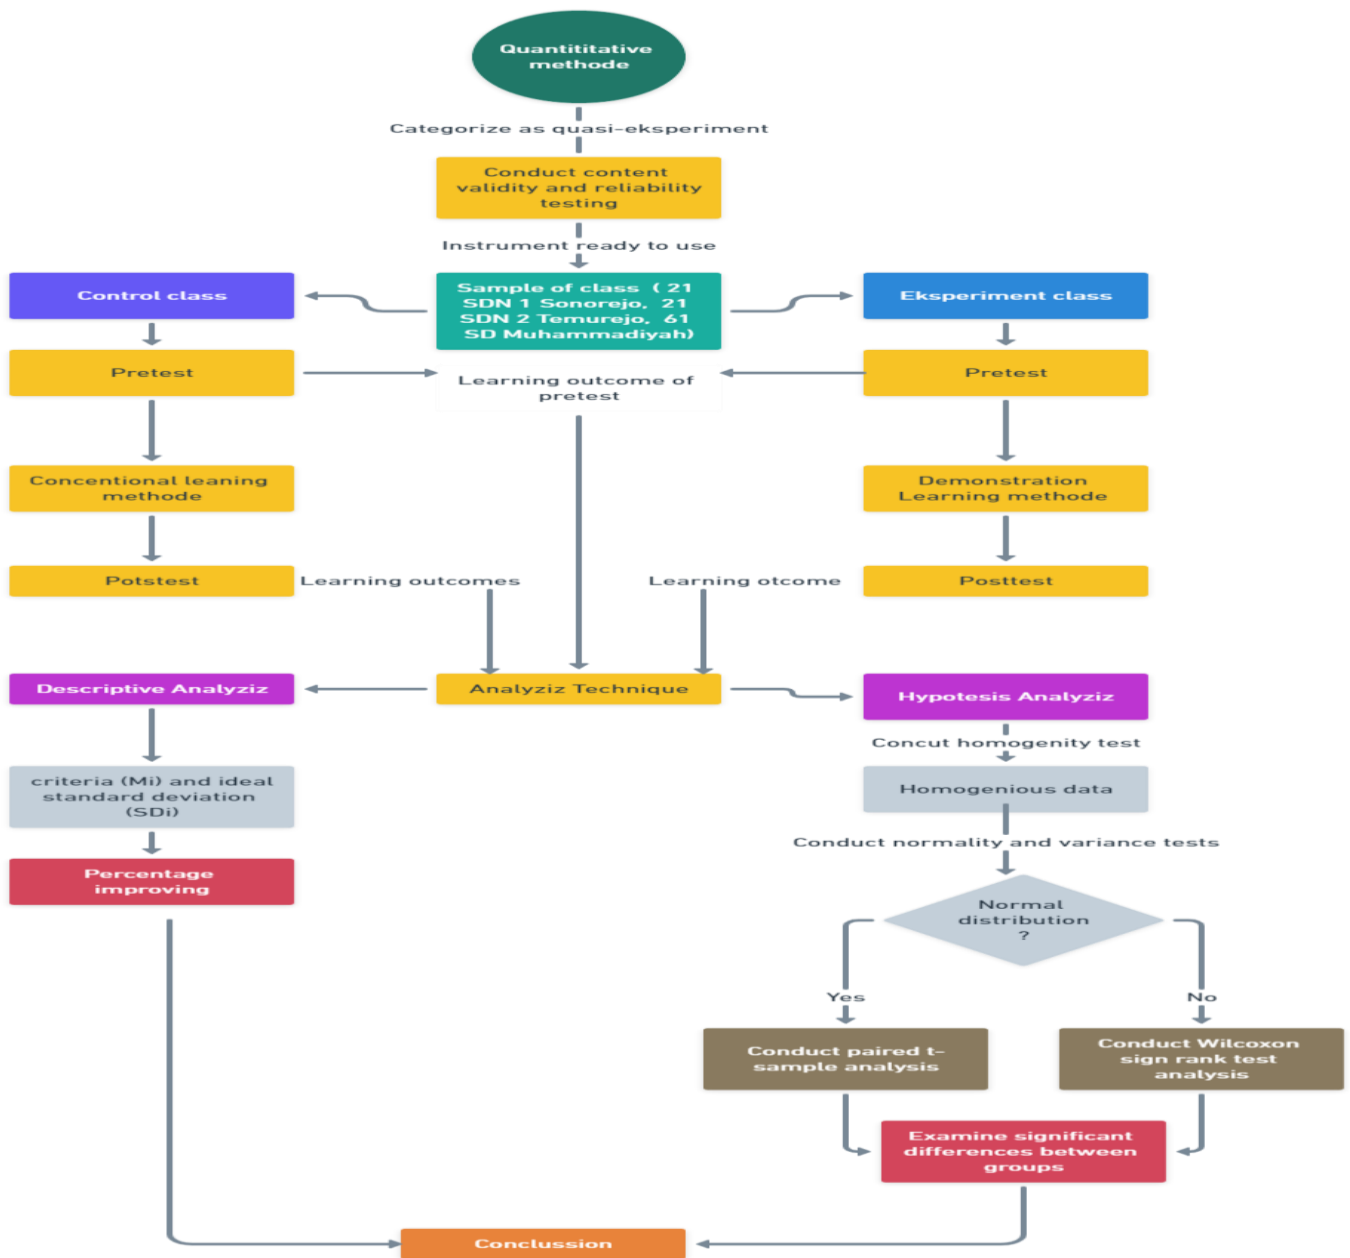 Quantititative
methode
Categorize as quasi-eksperiment
Conduct content
validity and reliability
testing
Instrument ready to use
Control class
Sample of class ( 21
SDN 1 Sonorejo, 21
SDN 2 Temurejo, 61
SD Muhammadiyah)
Eksperiment class
Pretest
Learning outcome of
pretest
Pretest
Concentional leaning
methode
Demonstration
Learning methode
Potstest
Learning outcomes
Learning otcome
Posttest
Descriptive Analyziz
Analyziz Technique
Hypotesis Analyziz
Concut homogenity test
criteria (Mi) and ideal
standard deviation
(SDi)
Homogenious data
Conduct normality and variance tests
Percentage
improving
Normal
distribution
?
Yes
No
Conduct paired t-
sample analysis
Conduct Wilcoxon
sign rank test
analysis
Examine significant
differences between
groups
Conclussion